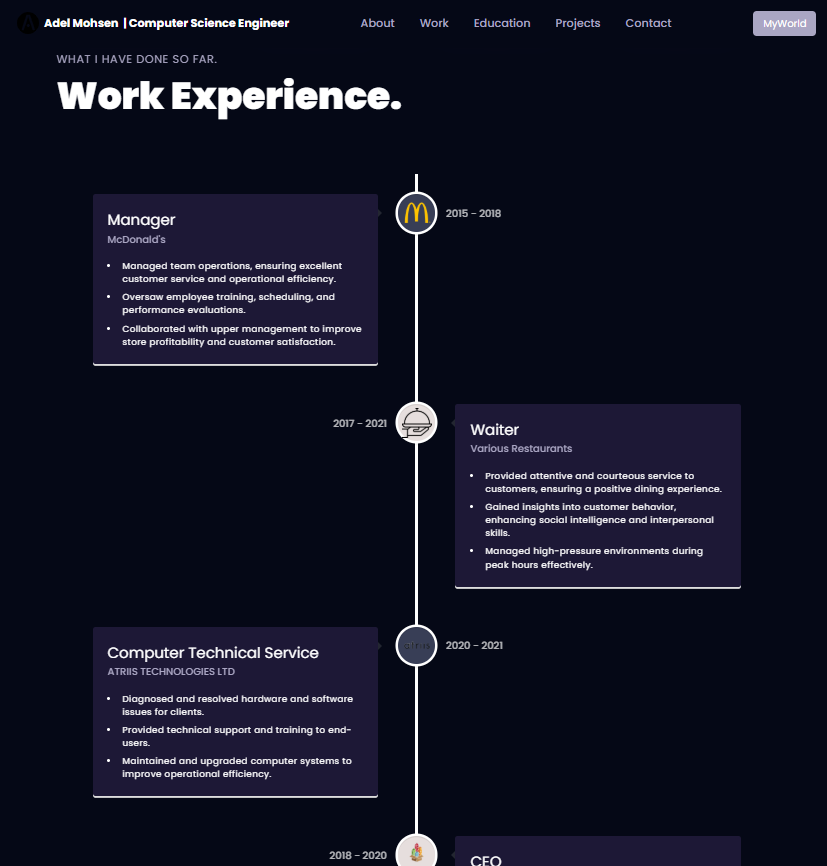 Adel Mohsen | Computer Science Engineer
About Work Education Projects Contact
MyWorld
WHAT I HAVE DONE SO FAR.
Work Experience.
Manager
McDonald's
2015 - 2018
• Managed team operations, ensuring excellent
customer service and operational efficiency.
• Oversaw employee training, scheduling, and
performance evaluations.
• Collaborated with upper management to improve
store profitability and customer satisfaction.
2017 - 2021
Waiter
Various Restaurants
• Provided attentive and courteous service to
customers, ensuring a positive dining experience.
• Gained insights into customer behavior,
enhancing social intelligence and interpersonal
skills.
• Managed high-pressure environments during
peak hours effectively.
Computer Technical Service
ATRIIS TECHNOLOGIES LTD
2020 - 2021
• Diagnosed and resolved hardware and software
issues for clients.
• Provided technical support and training to end-
users.
• Maintained and upgraded computer systems to
improve operational efficiency.
2018 - 2020
CEO